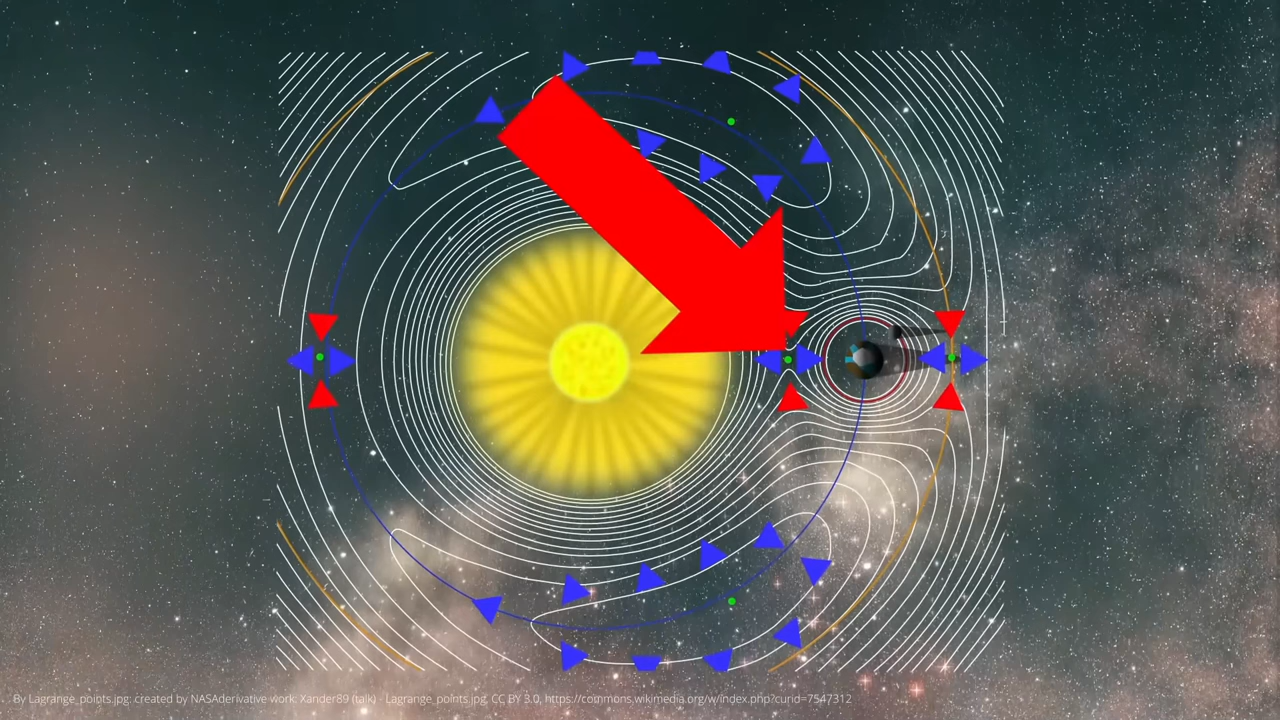 By Lagrange_points.jpg: created by NASAderivative work: Xander89 (talk) - Lagrange_points.jpg, CC BY 3.0, https://commons.wikimedia.org/w/index.php?curid=7547312